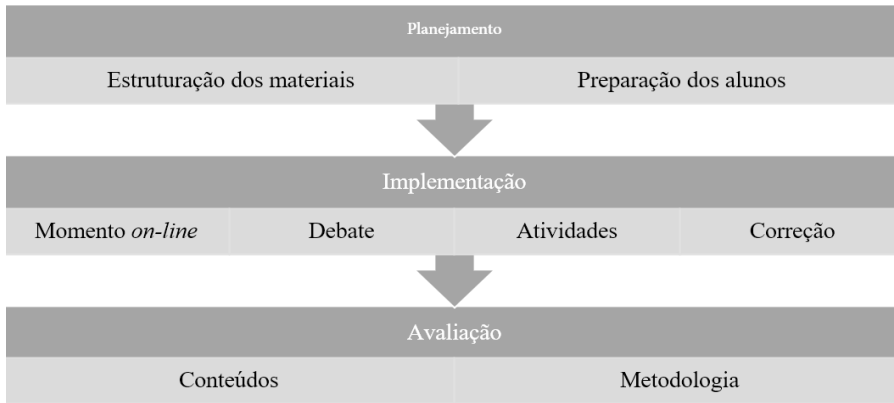 Planejamento
Estruturação dos materiais
Preparação dos alunos
Implementação
Momento on-line
Debate
Atividades
Correção
Avaliação
Conteúdos
Metodologia